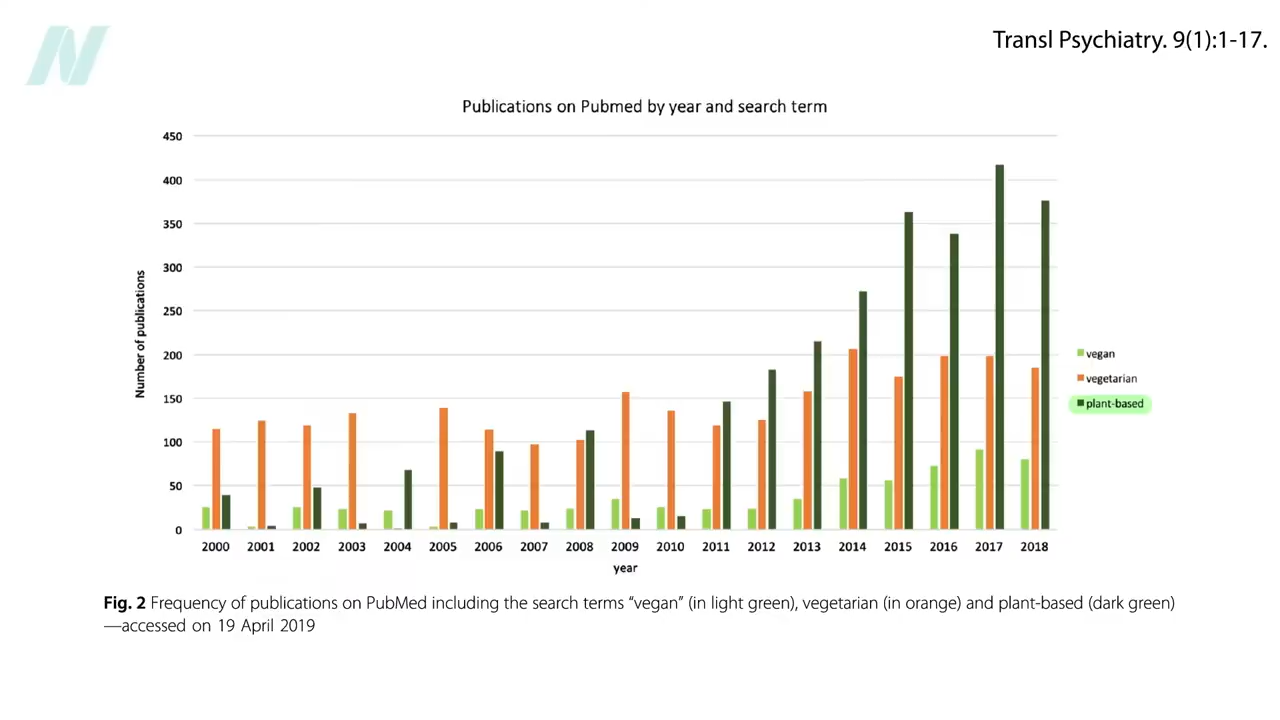 Transl Psychiatry. 9(1):1-17.
Publications on Pubmed by year and search term
Number of publications
450
400
350
300
250
200
150
100
50
0
2000 2001 2002 2003 2004 2005 2006 2007 2008 2009 2010 2011 2012 2013 2014 2015 2016 2017 2018
year
vegan
vegetarian
plant-based
Fig. 2 Frequency of publications on PubMed including the search terms “vegan” (in light green), vegetarian (in orange) and plant-based (dark green)
—accessed on 19 April 2019